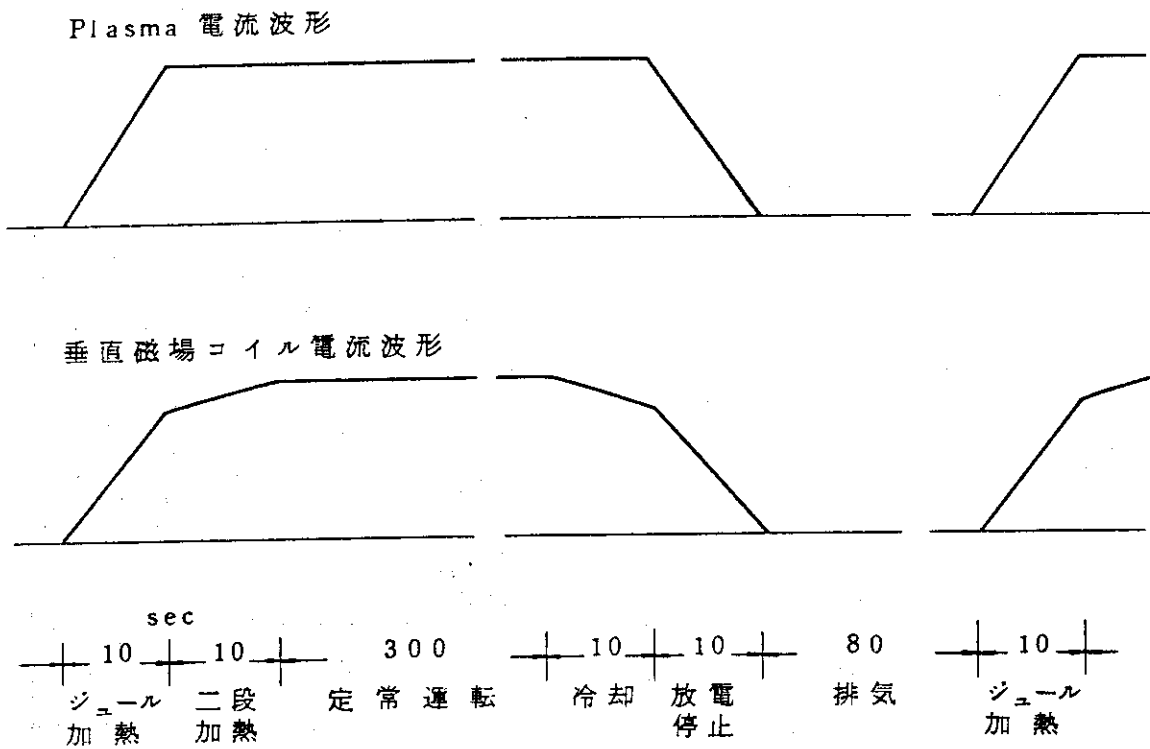 Plasma 電流波形
垂直磁場コイル電流波形
sec
10 10 300 10 10 80 10
ジュール 二段 定常運転 冷却 放電 排気 ジュール
加熱 加熱 停止 加熱